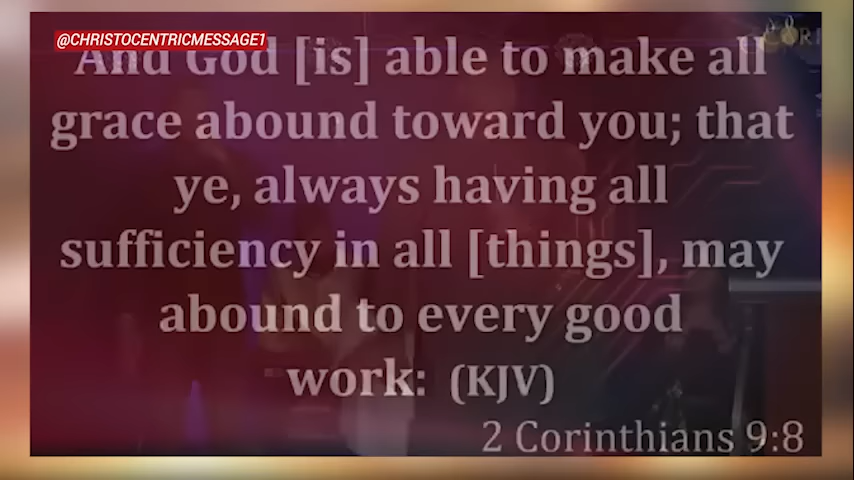 @CHRISTOCENTRICMESSAGE1
And God [is] able to make all
grace abound toward you; that
ye, always having all
sufficiency in all [things], may
abound to every good
work: (KJV)
2 Corinthians 9:8